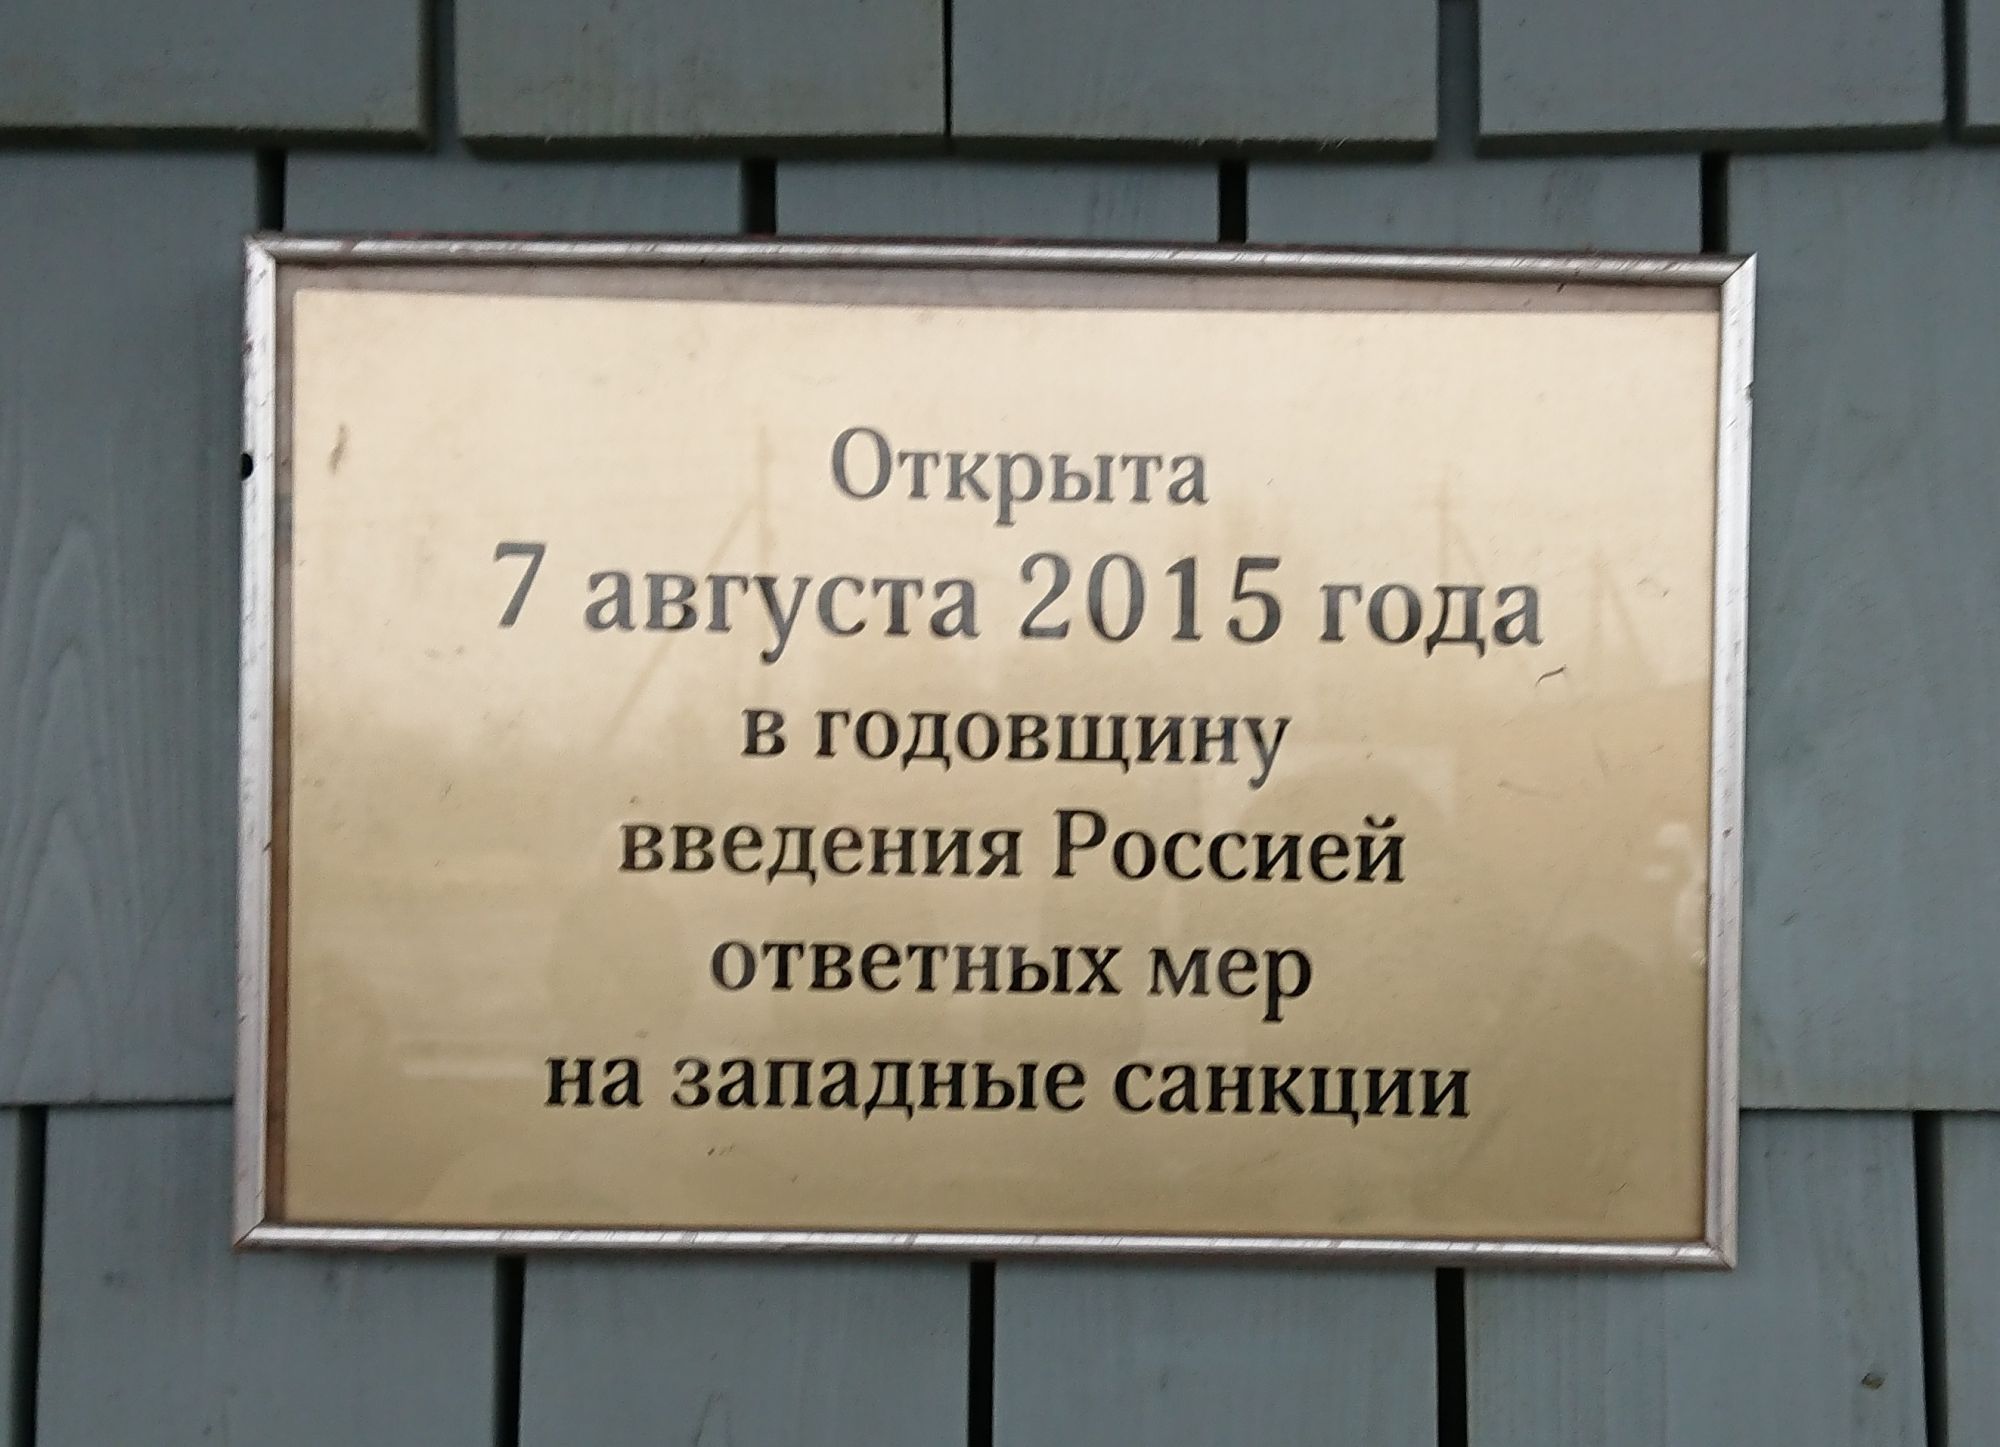 Открыта
7 августа 2015 года
в годовщину
введения Россией
ответных мер
на западные санкции